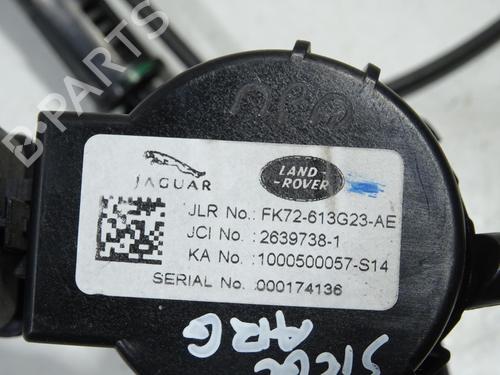 JAGUAR
LAND-
-ROVER
JLR No.: FK72-613G23-AE
JCI No.: 2639738-1
KA No.: 1000500057-S14
SERIAL No. 000174136
ARG